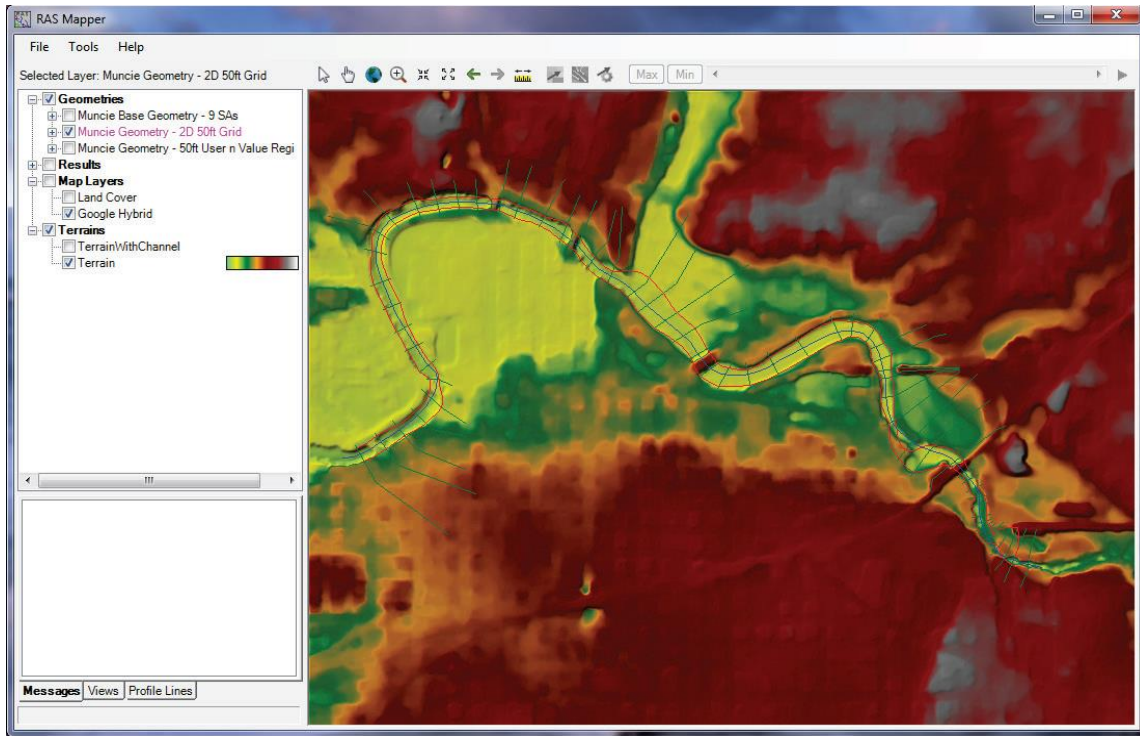 RAS Mapper
File Tools Help
Selected Layer: Muncie Geometry - 2D 50ft Grid
Max Min
Geometries
Muncie Base Geometry - 9 SAs
Muncie Geometry - 2D 50ft Grid
Muncie Geometry - 50ft User n Value Regi
Results
Map Layers
Land Cover
Google Hybrid
Terrains
TerrainWithChannel
Terrain
Messages Views Profile Lines